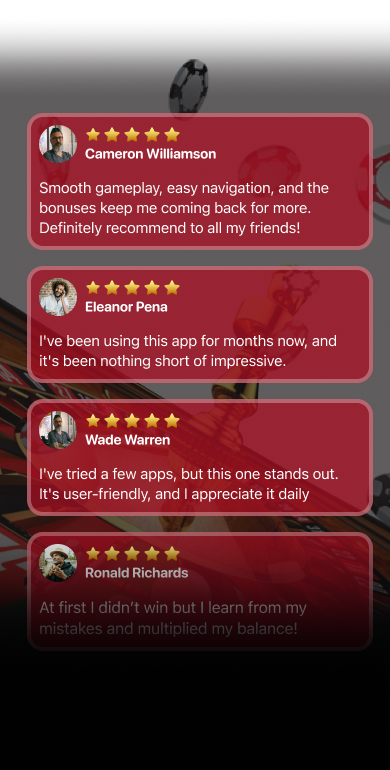 Cameron Williamson
Smooth gameplay, easy navigation, and the
bonuses keep me coming back for more.
Definitely recommend to all my friends!
Eleanor Pena
I've been using this app for months now, and
it's been nothing short of impressive.
Wade Warren
I've tried a few apps, but this one stands out.
It's user-friendly, and I appreciate it daily
Ronald Richards
At first I didn’t win but I learn from my
mistakes and multiplied my balance!